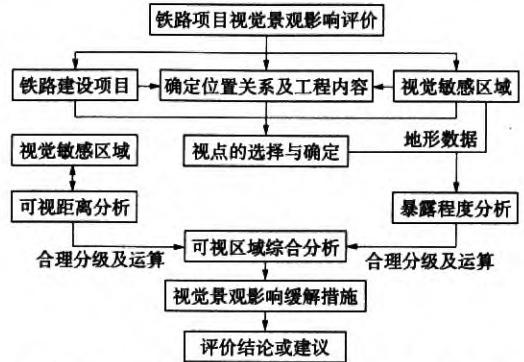 铁路项目视觉景观影响评价
铁路建设项目
确定位置关系及工程内容
视觉敏感区域
视觉敏感区域
视点的选择与确定
地形数据
可视距离分析
暴露程度分析
合理分级及运算
可视区域综合分析
合理分级及运算
视觉景观影响缓解措施
评价结论或建议